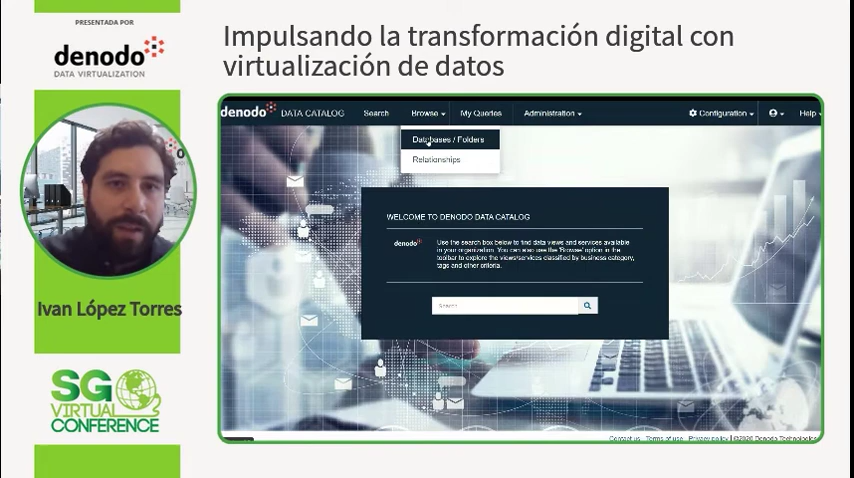 PRESENTADA POR
denodo
DATA VIRTUALIZATION
Impulsando la transformación digital con
virtualización de datos
denodo DATA CATALOG Search Browse My Queries Administration Configuration Help
Databases / Folders
Relationships
WELCOME TO DENODO DATA CATALOG
denodo
Use the search box below to find data views and services available
in your organization. You can also use the 'Browse' option in the
toolbar to explore the views/services classified by business category,
tags and other criteria.
Search
Ivan López Torres
SG
VIRTUAL
CONFERENCE
Contact us Terms of use Privacy policy | ©2020 Denodo Technologies